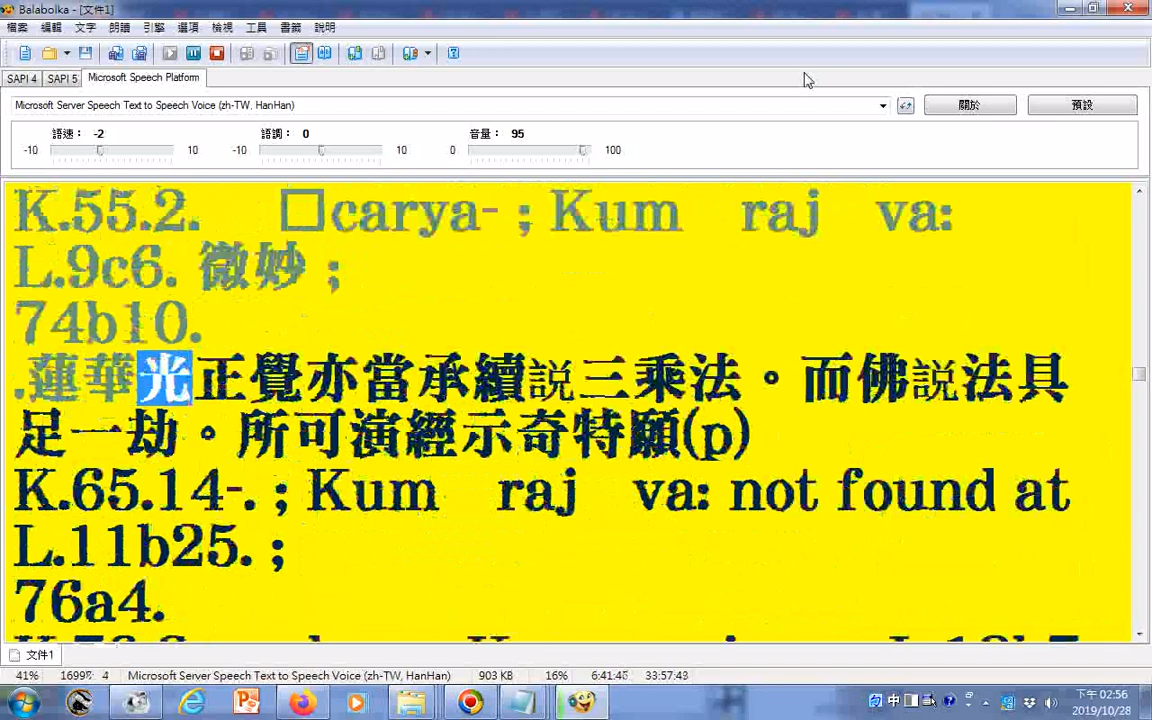 Balabolka - [文件1]
檔案 編輯 文字 朗讀 引擎 選項 檢視 工具 書籤 說明
SAPI 4 SAPI 5 Microsoft Speech Platform
Microsoft Server Speech Text to Speech Voice (zh-TW, HanHan) 關於 預設
語速： -2 語調： 0 音量： 95
-10 10 -10 10 0 100
K.55.2. □carya- ; Kum raj va:
L.9c6. 微妙 ;
74b10.
.蓮華光正覺亦當承續説三乘法。而佛説法具
足一劫。所可演經示奇特願(p)
K.65.14-. ; Kum raj va: not found at
L.11b25. ;
76a4.
文件1
41% 4 Microsoft Server Speech Text to Speech Voice (zh-TW, HanHan) 903 KB 16% 33:57:43
中 下午 02:56
2019/10/28